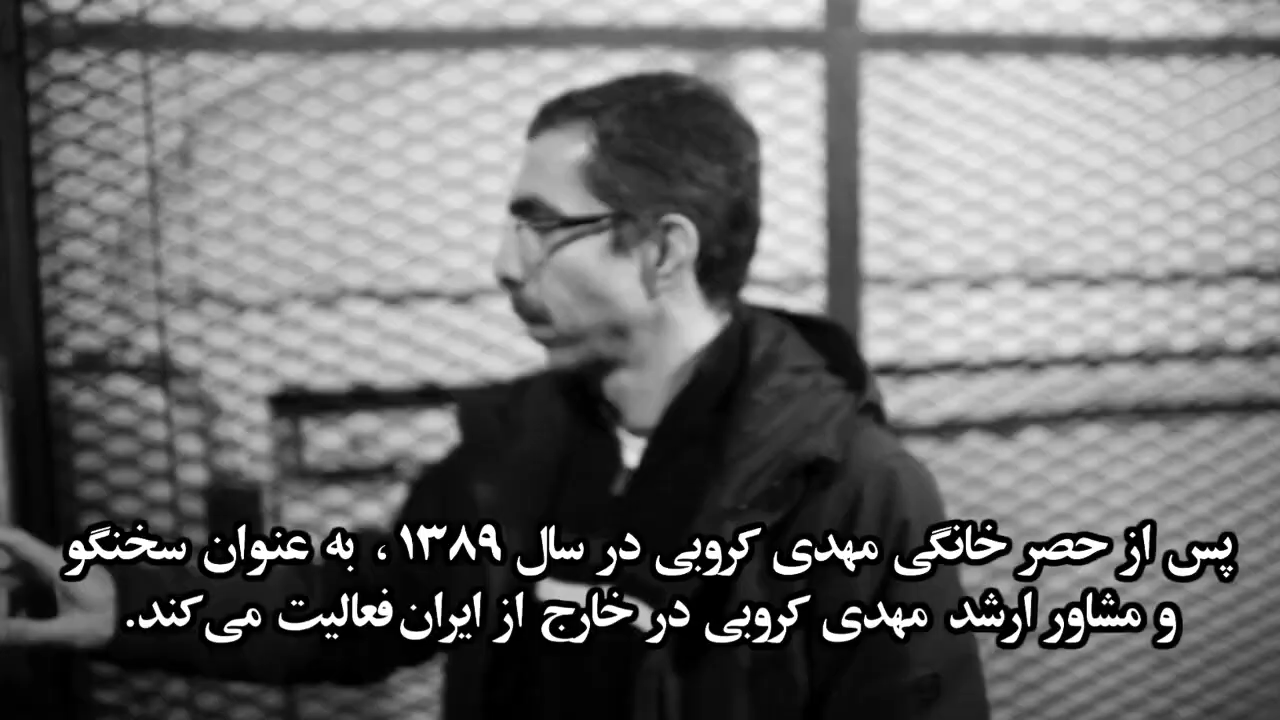 پس از حصر خانگی مهدی کروبی در سال ۱۳۸۹ ، به عنوان سخنگو
و مشاور ارشد مهدی کروبی در خارج از ایران فعالیت می‌کند.